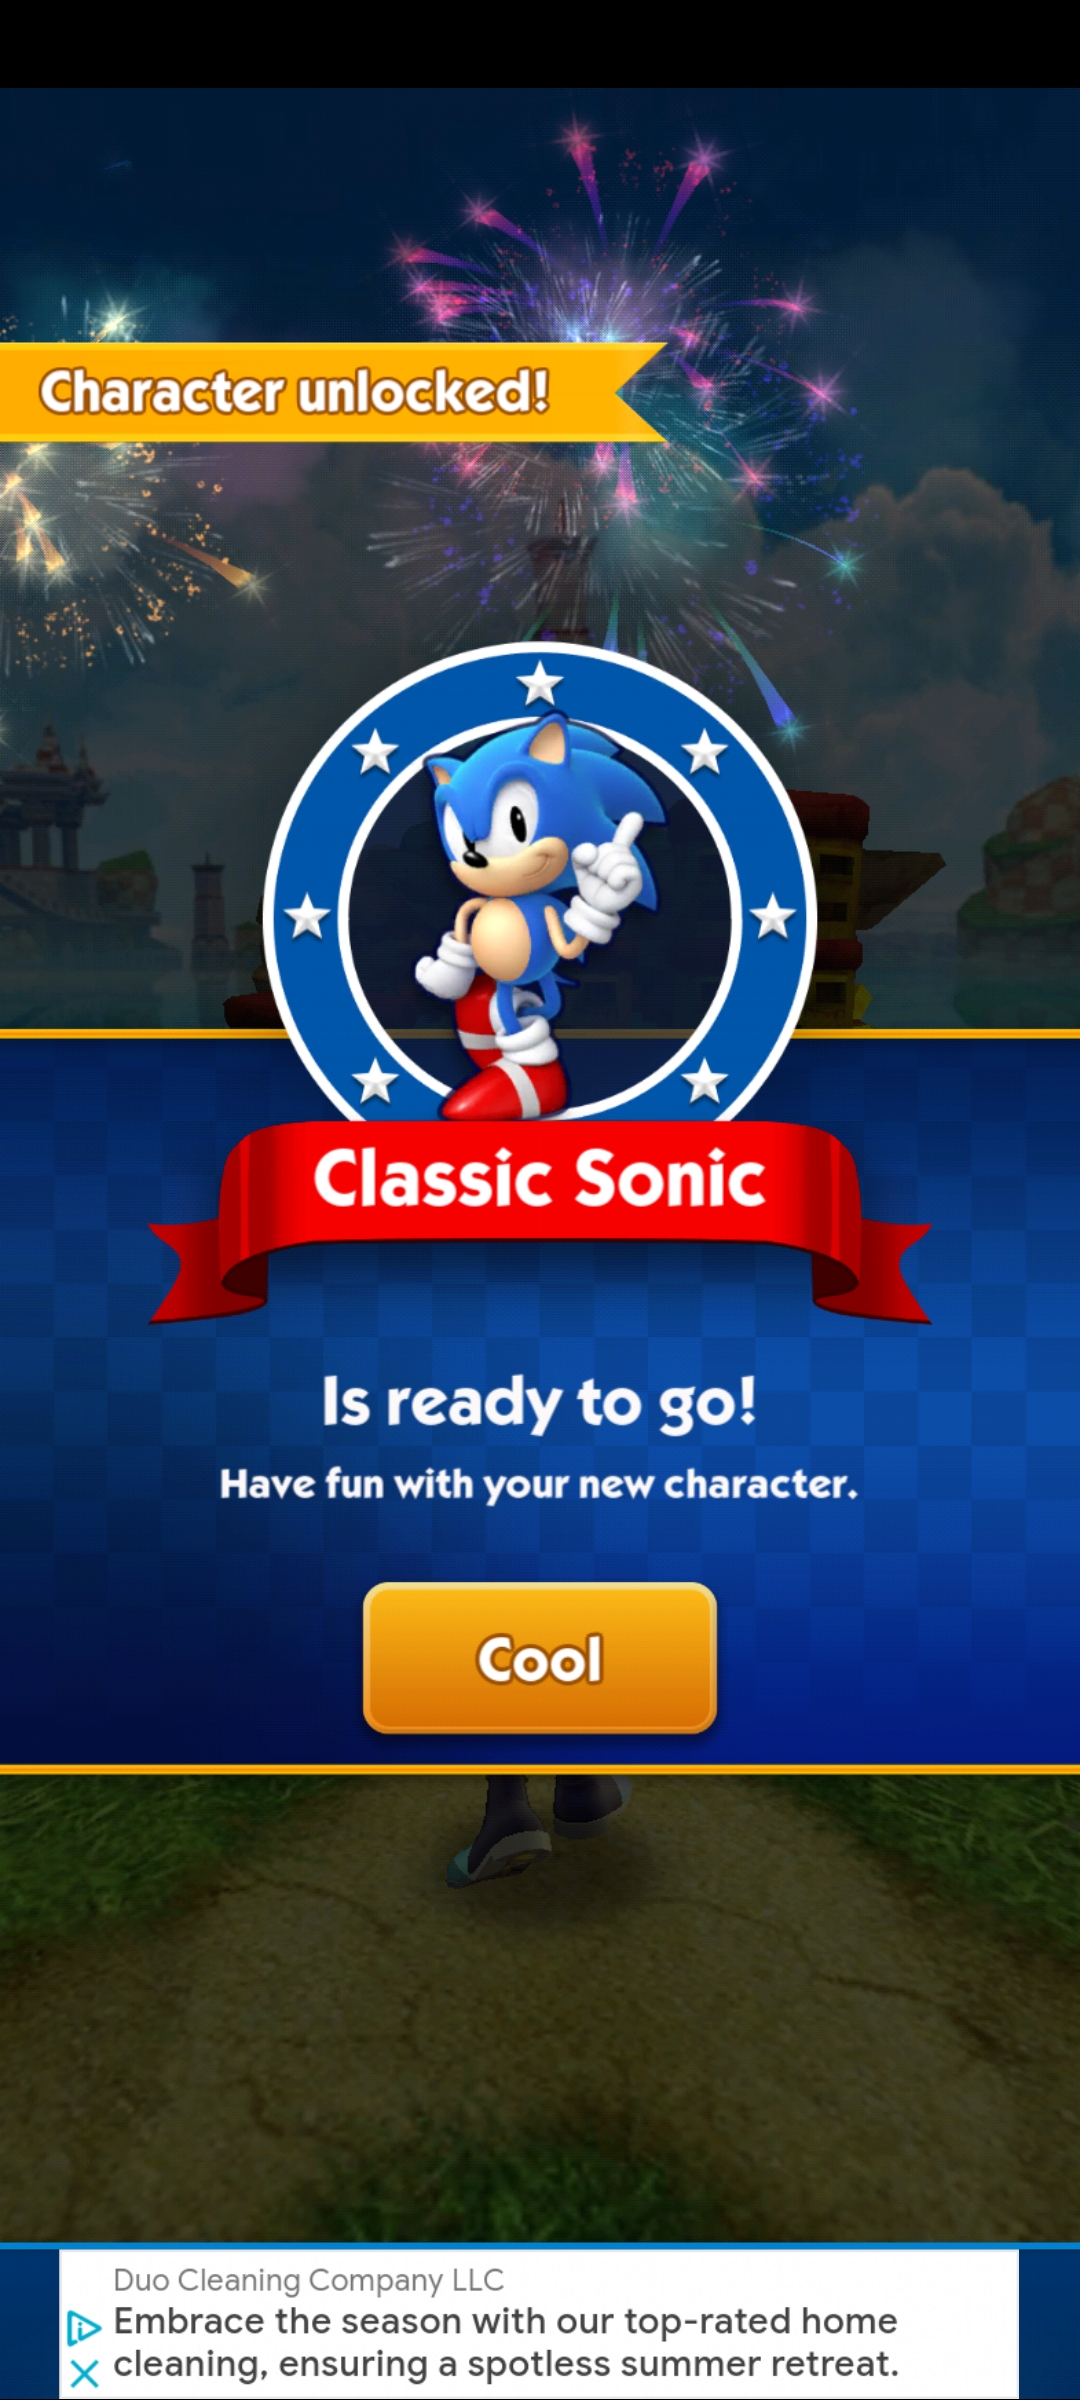 Character unlocked!
Classic Sonic
Is ready to go!
Have fun with your new character.
Cool
Duo Cleaning Company LLC
Embrace the season with our top-rated home
cleaning, ensuring a spotless summer retreat.